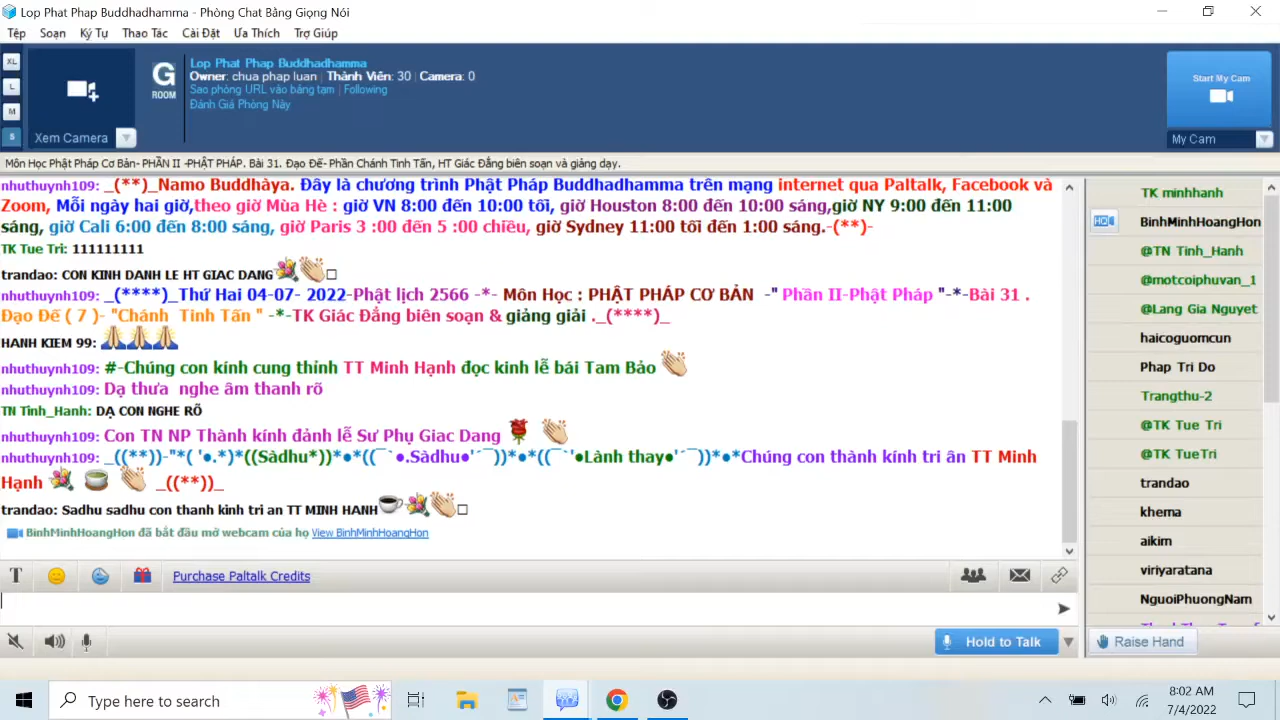 Lop Phat Phap Buddhadhamma - Phòng Chat Bằng Giọng Nói
Tệp Soạn Ký Tự Thao Tác Cài Đặt Ưa Thích Trợ Giúp
XL
L
M
S
Xem Camera
G
ROOM
Lop Phat Phap Buddhadhamma
Owner: chua phap luan | Thành Viên: 30 | Camera: 0
Sao phỏng URL vào bảng tạm | Following
Đánh Giá Phòng Này
Start My Cam
My Cam
Môn Học Phật Pháp Cơ Bản- PHẦN II -PHẬT PHÁP. Bài 31. Đạo Đế- Phần Chánh Tinh Tấn, HT Giác Đẳng biên soạn và giảng dạy.
nhuthuynh109: _(**)_Namo Buddhàya. Đây là chương trình Phật Pháp Buddhadhamma trên mạng internet qua Paltalk, Facebook và
Zoom, Mỗi ngày hai giờ,theo giờ Mùa Hè : giờ VN 8:00 đến 10:00 tối, giờ Houston 8:00 đến 10:00 sáng,giờ NY 9:00 đến 11:00
sáng, giờ Cali 6:00 đến 8:00 sáng, giờ Paris 3 :00 đến 5 :00 chiều, giờ Sydney 11:00 tối đến 1:00 sáng.-(**)-
TK Tue Tri: 111111111
trandao: CON KINH DANH LE HT GIAC DANG💐👏□
nhuthuynh109: _(****)_Thứ Hai 04-07- 2022-Phật lịch 2566 -*- Môn Học : PHẬT PHÁP CƠ BẢN -" Phần II-Phật Pháp "-*-Bài 31 .
Đạo Đế ( 7 )- "Chánh Tinh Tấn " -*-TK Giác Đẳng biên soạn & giảng giải ._(****)_
HANH KIEM 99: 🙏🙏🙏
nhuthuynh109: #-Chúng con kính cung thỉnh TT Minh Hạnh đọc kinh lễ bái Tam Bảo 👏
nhuthuynh109: Dạ thưa nghe âm thanh rõ
TN Tinh_Hanh: DẠ CON NGHE RÕ
nhuthuynh109: Con TN NP Thành kính đảnh lễ Sư Phụ Giac Dang 🌹 👏
nhuthuynh109: _((**))-"*( '●.*)*((Sàdhu*))*●*((¯`●.Sàdhu●'´¯))*●*((¯`'●Lành thay●'´¯))*●*Chúng con thành kính tri ân TT Minh
Hạnh 💐 🍵 👏 _((**))_
trandao: Sadhu sadhu con thanh kinh tri an TT MINH HANH☕💐👏□
BinhMinhHoangHon đã bắt đầu mở webcam của họ View BinhMinhHoangHon
T
Purchase Paltalk Credits
Hold to Talk
TK minhhanh
HD BinhMinhHoangHon
@TN Tinh_Hanh
@motcoiphuvan_1
@Lang Gia Nguyet
haicoguomcun
Phap Tri Do
Trangthu-2
@TK Tue Tri
@TK TueTri
trandao
khema
aikim
viriyaratana
NguoiPhuongNam
Raise Hand
Type here to search
8:02 AM
7/4/2022